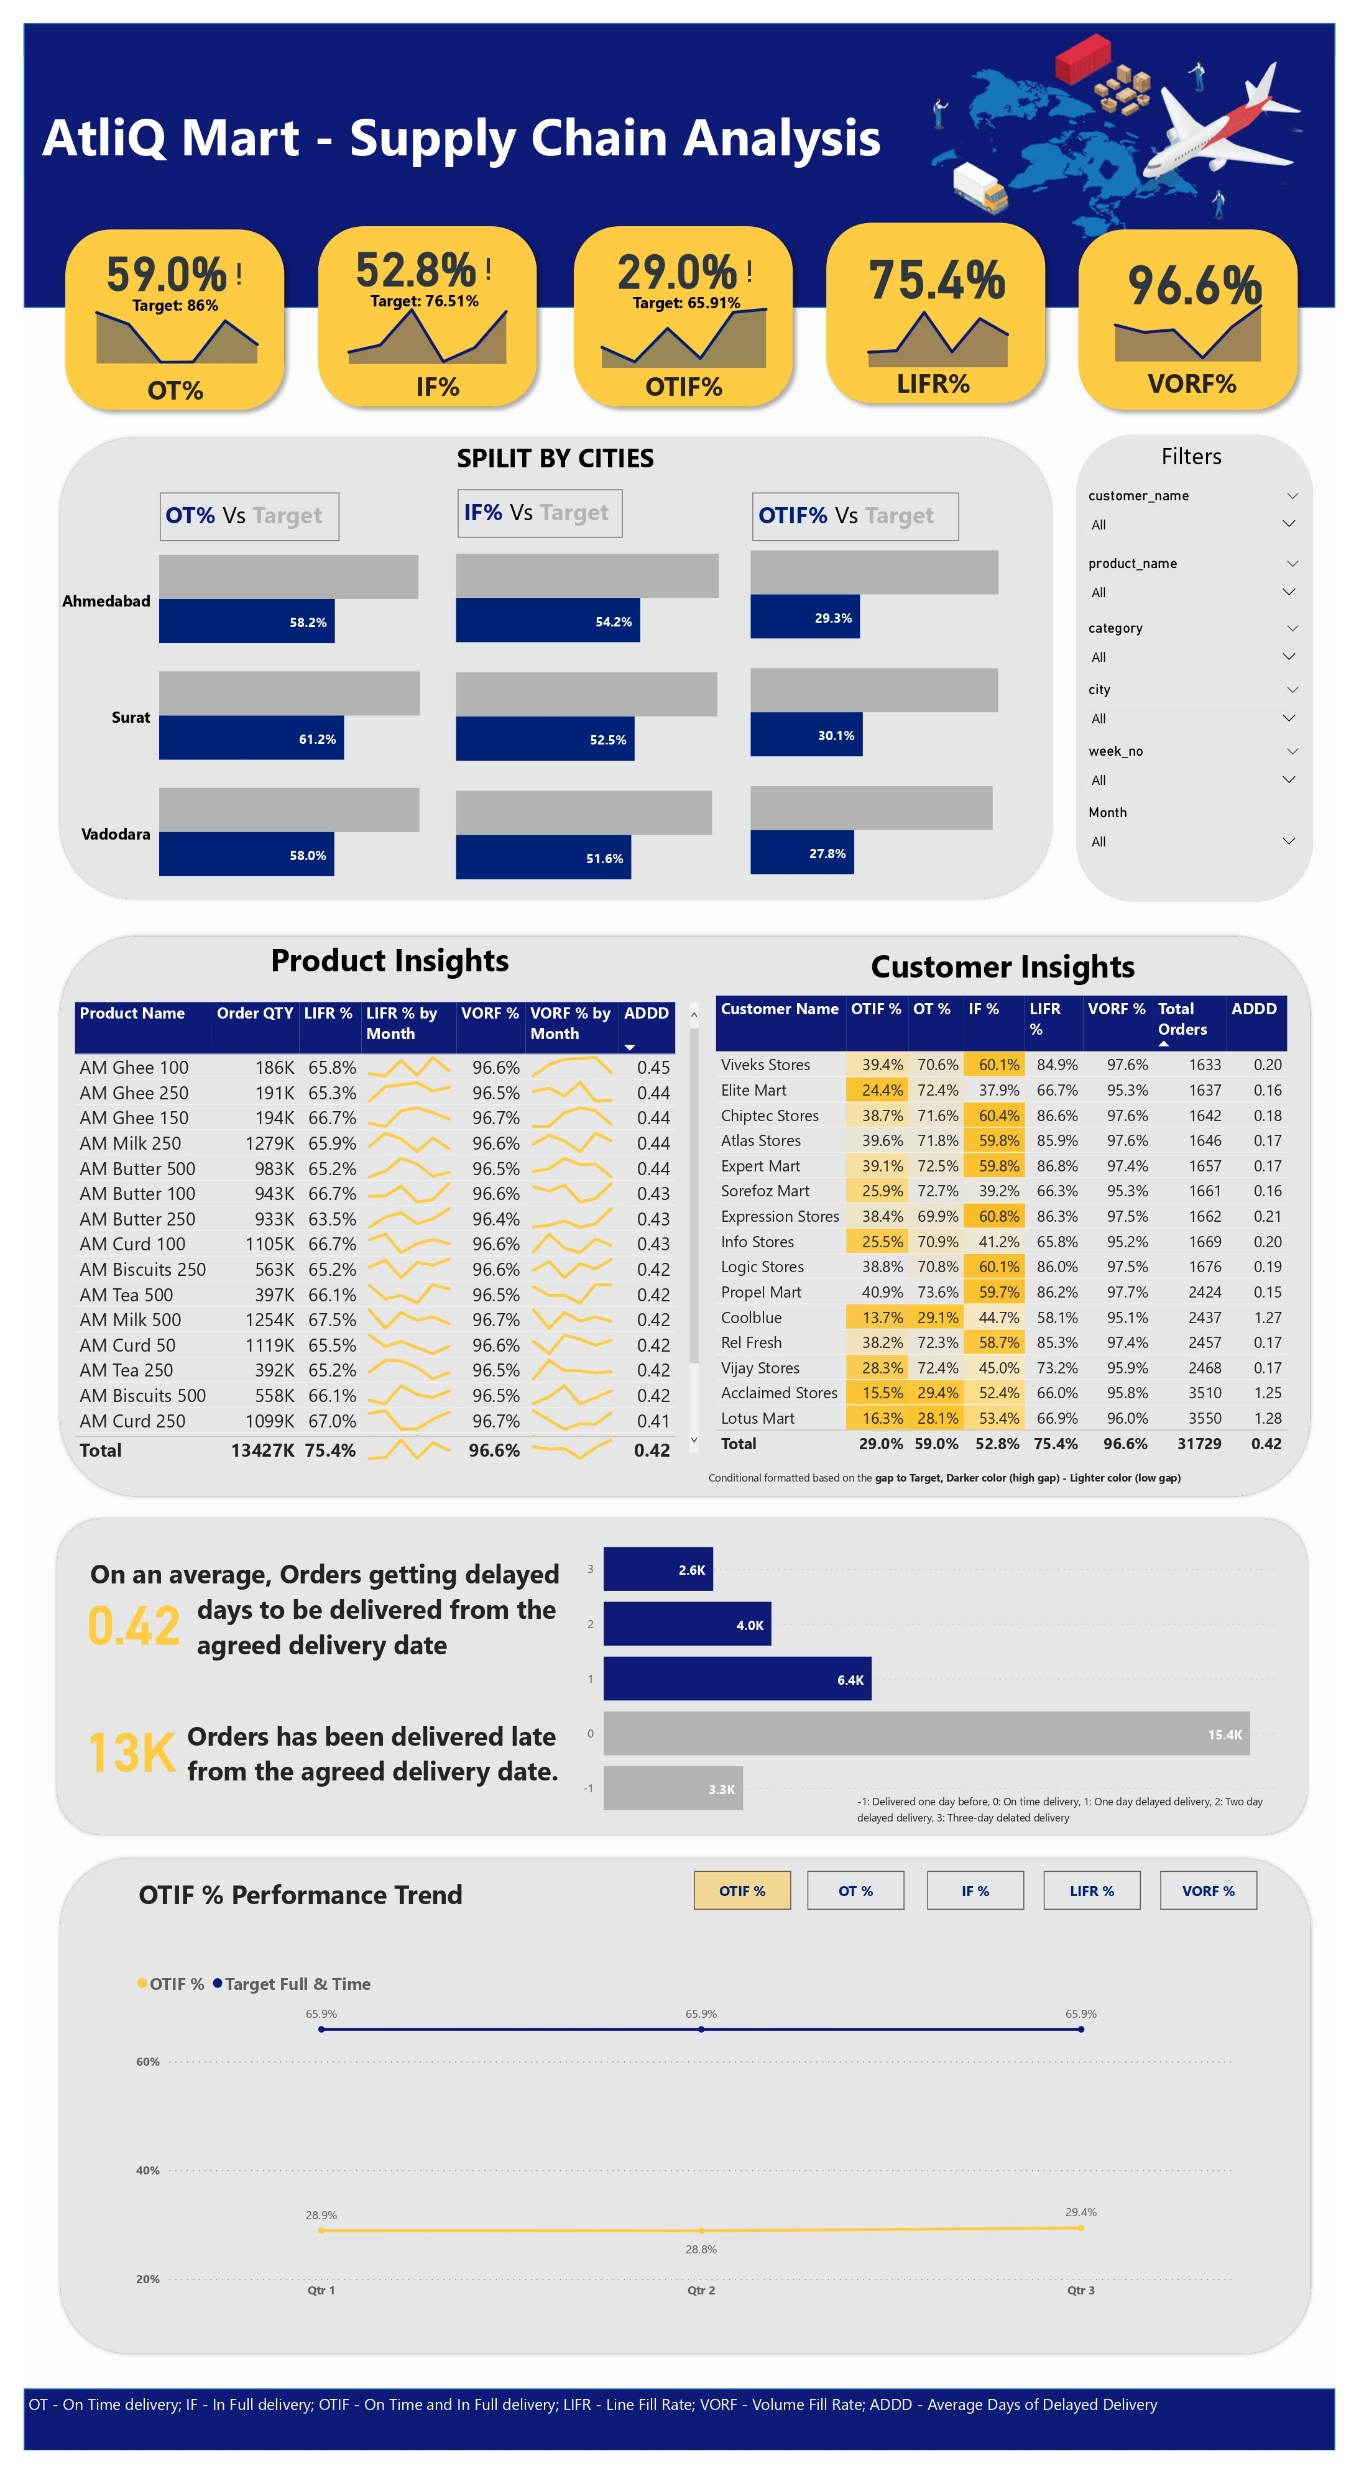 AtliQ Mart - Supply Chain Analysis
59.0% !
Target: 86%
OT%
52.8% !
Target: 76.51%
IF%
29.0% !
Target: 65.91%
OTIF%
75.4%
LIFR%
96.6%
VORF%
SPILIT BY CITIES
OT% Vs Target
IF% Vs Target
OTIF% Vs Target
Ahmedabad 58.2% 54.2% 29.3%
Surat 61.2% 52.5% 30.1%
Vadodara 58.0% 51.6% 27.8%
Filters
customer_name
All
product_name
All
category
All
city
All
week_no
All
Month
All
Product Insights
Product Name Order QTY LIFR % LIFR % by Month VORF % VORF % by Month ADDD
AM Ghee 100 186K 65.8% 96.6% 0.45
AM Ghee 250 191K 65.3% 96.5% 0.44
AM Ghee 150 194K 66.7% 96.7% 0.44
AM Milk 250 1279K 65.9% 96.6% 0.44
AM Butter 500 983K 65.2% 96.5% 0.44
AM Butter 100 943K 66.7% 96.6% 0.43
AM Butter 250 933K 63.5% 96.4% 0.43
AM Curd 100 1105K 66.7% 96.6% 0.43
AM Biscuits 250 563K 65.2% 96.6% 0.42
AM Tea 500 397K 66.1% 96.5% 0.42
AM Milk 500 1254K 67.5% 96.7% 0.42
AM Curd 50 1119K 65.5% 96.6% 0.42
AM Tea 250 392K 65.2% 96.5% 0.42
AM Biscuits 500 558K 66.1% 96.5% 0.42
AM Curd 250 1099K 67.0% 96.7% 0.41
Total 13427K 75.4% 96.6% 0.42
Customer Insights
Customer Name OTIF % OT % IF % LIFR % VORF % Total Orders ADDD
Viveks Stores 39.4% 70.6% 60.1% 84.9% 97.6% 1633 0.20
Elite Mart 24.4% 72.4% 37.9% 66.7% 95.3% 1637 0.16
Chiptec Stores 38.7% 71.6% 60.4% 86.6% 97.6% 1642 0.18
Atlas Stores 39.6% 71.8% 59.8% 85.9% 97.6% 1646 0.17
Expert Mart 39.1% 72.5% 59.8% 86.8% 97.4% 1657 0.17
Sorefoz Mart 25.9% 72.7% 39.2% 66.3% 95.3% 1661 0.16
Expression Stores 38.4% 69.9% 60.8% 86.3% 97.5% 1662 0.21
Info Stores 25.5% 70.9% 41.2% 65.8% 95.2% 1669 0.20
Logic Stores 38.8% 70.8% 60.1% 86.0% 97.5% 1676 0.19
Propel Mart 40.9% 73.6% 59.7% 86.2% 97.7% 2424 0.15
Coolblue 13.7% 29.1% 44.7% 58.1% 95.1% 2437 1.27
Rel Fresh 38.2% 72.3% 58.7% 85.3% 97.4% 2457 0.17
Vijay Stores 28.3% 72.4% 45.0% 73.2% 95.9% 2468 0.17
Acclaimed Stores 15.5% 29.4% 52.4% 66.0% 95.8% 3510 1.25
Lotus Mart 16.3% 28.1% 53.4% 66.9% 96.0% 3550 1.28
Total 29.0% 59.0% 52.8% 75.4% 96.6% 31729 0.42
Conditional formatted based on the gap to Target, Darker color (high gap) - Lighter color (low gap)
On an average, Orders getting delayed
0.42 days to be delivered from the
agreed delivery date
13K Orders has been delivered late
from the agreed delivery date.
3 2.6K
2 4.0K
1 6.4K
0 15.4K
-1 3.3K
-1: Delivered one day before, 0: On time delivery, 1: One day delayed delivery, 2: Two day
delayed delivery, 3: Three-day delated delivery
OTIF % Performance Trend
OTIF % OT % IF % LIFR % VORF %
OTIF % Target Full & Time
65.9% 65.9% 65.9%
60%
40%
28.9% 28.8% 29.4%
20%
Qtr 1 Qtr 2 Qtr 3
OT - On Time delivery; IF - In Full delivery; OTIF - On Time and In Full delivery; LIFR - Line Fill Rate; VORF - Volume Fill Rate; ADDD - Average Days of Delayed Delivery